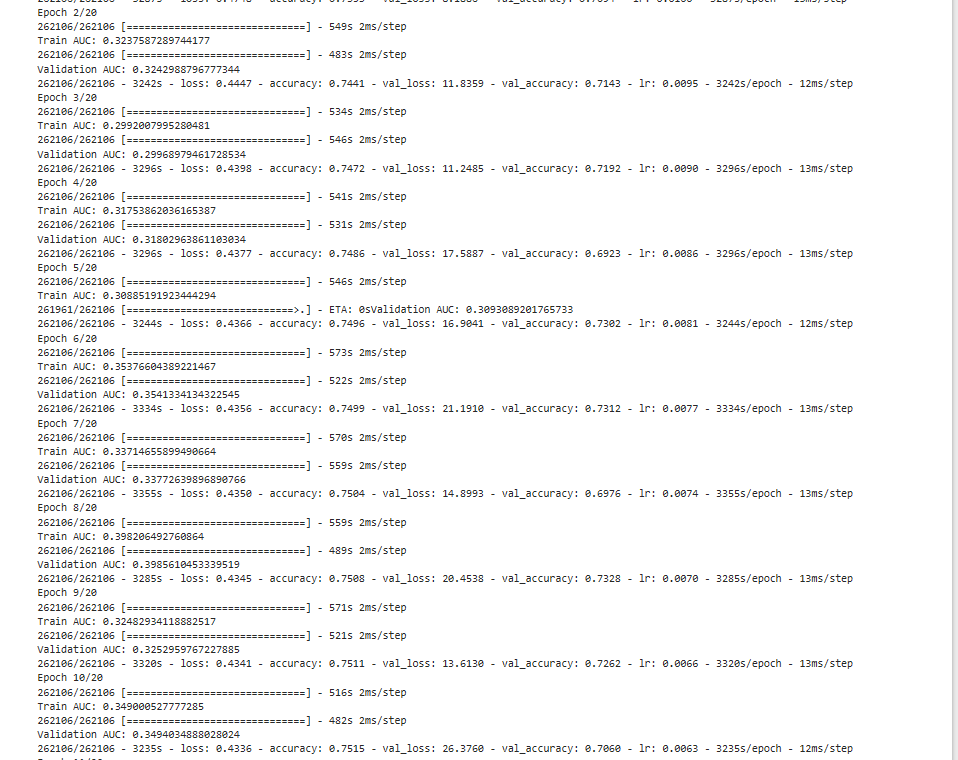 Epoch 2/20
262106/262106 [==============================] - 549s 2ms/step
Train AUC: 0.3237587289744177
262106/262106 [==============================] - 483s 2ms/step
Validation AUC: 0.3242988796777344
262106/262106 - 3242s - loss: 0.4447 - accuracy: 0.7441 - val_loss: 11.8359 - val_accuracy: 0.7143 - lr: 0.0095 - 3242s/epoch - 12ms/step
Epoch 3/20
262106/262106 [==============================] - 534s 2ms/step
Train AUC: 0.2992007995280481
262106/262106 [==============================] - 546s 2ms/step
Validation AUC: 0.29968979461728534
262106/262106 - 3296s - loss: 0.4398 - accuracy: 0.7472 - val_loss: 11.2485 - val_accuracy: 0.7192 - lr: 0.0090 - 3296s/epoch - 13ms/step
Epoch 4/20
262106/262106 [==============================] - 541s 2ms/step
Train AUC: 0.31753862036165387
262106/262106 [==============================] - 531s 2ms/step
Validation AUC: 0.31802963861103034
262106/262106 - 3296s - loss: 0.4377 - accuracy: 0.7486 - val_loss: 17.5887 - val_accuracy: 0.6923 - lr: 0.0086 - 3296s/epoch - 13ms/step
Epoch 5/20
262106/262106 [==============================] - 546s 2ms/step
Train AUC: 0.30885191923444294
261961/262106 [============================>.] - ETA: 0sValidation AUC: 0.3093089201765733
262106/262106 - 3244s - loss: 0.4366 - accuracy: 0.7496 - val_loss: 16.9041 - val_accuracy: 0.7302 - lr: 0.0081 - 3244s/epoch - 12ms/step
Epoch 6/20
262106/262106 [==============================] - 573s 2ms/step
Train AUC: 0.35376604389221467
262106/262106 [==============================] - 522s 2ms/step
Validation AUC: 0.3541334134322545
262106/262106 - 3334s - loss: 0.4356 - accuracy: 0.7499 - val_loss: 21.1910 - val_accuracy: 0.7312 - lr: 0.0077 - 3334s/epoch - 13ms/step
Epoch 7/20
262106/262106 [==============================] - 570s 2ms/step
Train AUC: 0.33714655899490664
262106/262106 [==============================] - 559s 2ms/step
Validation AUC: 0.33772639896890766
262106/262106 - 3355s - loss: 0.4350 - accuracy: 0.7504 - val_loss: 14.8993 - val_accuracy: 0.6976 - lr: 0.0074 - 3355s/epoch - 13ms/step
Epoch 8/20
262106/262106 [==============================] - 559s 2ms/step
Train AUC: 0.398206492760864
262106/262106 [==============================] - 489s 2ms/step
Validation AUC: 0.3985610453339519
262106/262106 - 3285s - loss: 0.4345 - accuracy: 0.7508 - val_loss: 20.4538 - val_accuracy: 0.7328 - lr: 0.0070 - 3285s/epoch - 13ms/step
Epoch 9/20
262106/262106 [==============================] - 571s 2ms/step
Train AUC: 0.32482934118882517
262106/262106 [==============================] - 521s 2ms/step
Validation AUC: 0.3252959767227885
262106/262106 - 3320s - loss: 0.4341 - accuracy: 0.7511 - val_loss: 13.6130 - val_accuracy: 0.7262 - lr: 0.0066 - 3320s/epoch - 13ms/step
Epoch 10/20
262106/262106 [==============================] - 516s 2ms/step
Train AUC: 0.349000527777285
262106/262106 [==============================] - 482s 2ms/step
Validation AUC: 0.3494034888028024
262106/262106 - 3235s - loss: 0.4336 - accuracy: 0.7515 - val_loss: 26.3760 - val_accuracy: 0.7060 - lr: 0.0063 - 3235s/epoch - 12ms/step